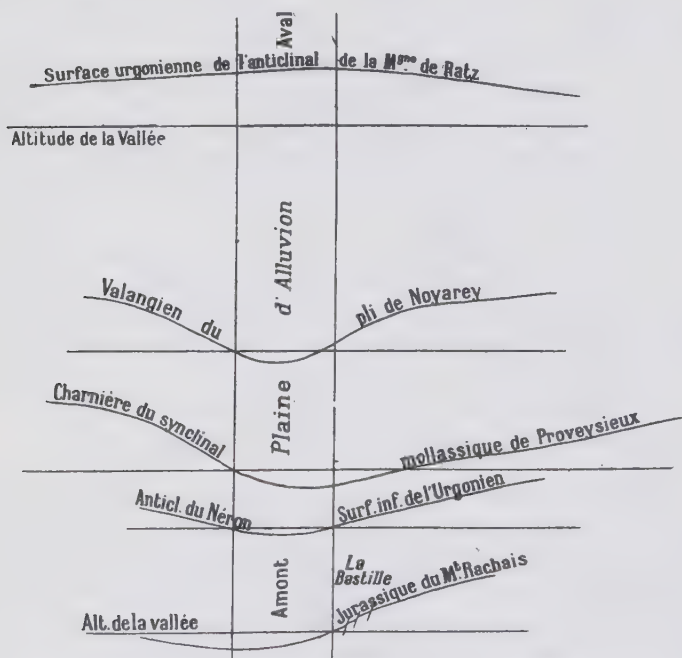 Aval
Surface urgonienne de l'anticlinal de la Mgne de Ratz
Altitude de la Vallée
Plaine d'Alluvion
Valangien du pli de Noyarey
Charnière du synclinal mollassique de Proveysieux
Anticl. du Néron Surf. inf. de l'Urgonien
Amont
La
Bastille
Jurassique du Mt. Rachais
Alt. de la vallée